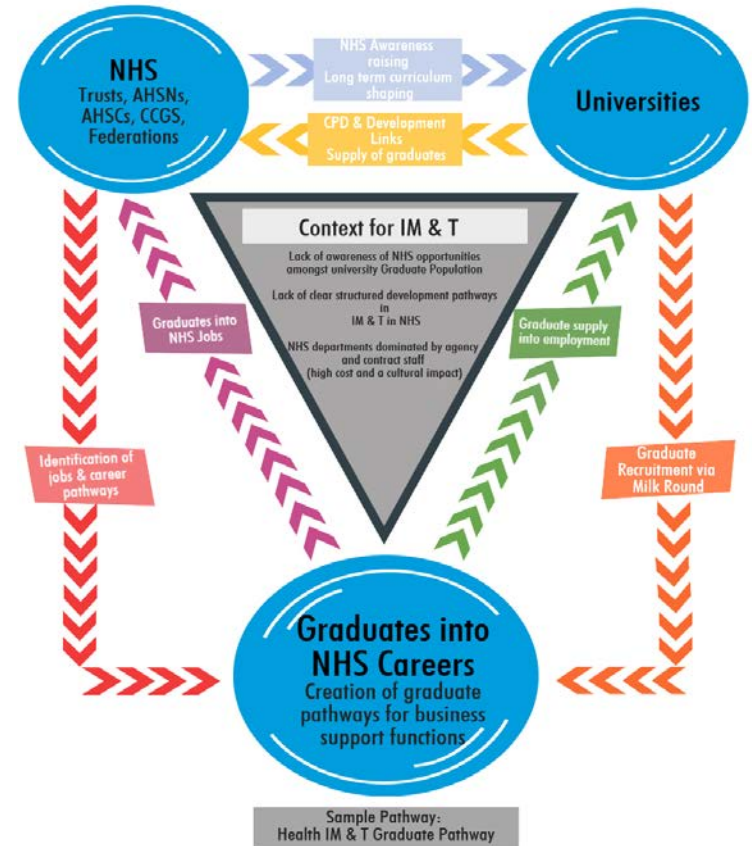 NHS
Trusts, AHSNs,
AHSCs, CCGS,
Federations
NHS Awareness
raising
Long term curriculum
shaping
Universities
CPD & Development
Links
Supply of graduates
Context for IM & T
Lack of awareness of NHS opportunities
amongst university Graduate Population
Lack of clear structured development pathways
in
IM & T in NHS
NHS departments dominated by agency
and contract staff
(high cost and a cultural impact)
Graduates into
NHS Jobs
Graduate supply
into employment
Identification of
jobs & career
pathways
Graduate
Recruitment via
Milk Round
Graduates into
NHS Careers
Creation of graduate
pathways for business
support functions
Sample Pathway:
Health IM & T Graduate Pathway